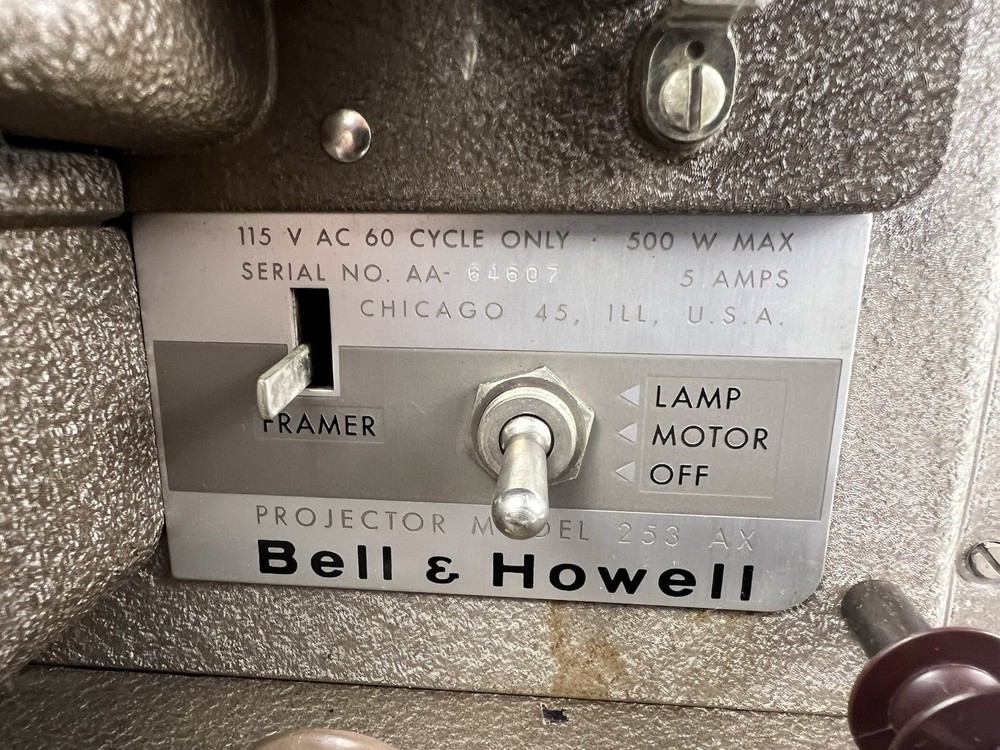 115 V AC 60 CYCLE ONLY · 500 W MAX
SERIAL NO. AA- 64607 5 AMPS
CHICAGO 45, ILL, U.S.A.
FRAMER
LAMP
MOTOR
OFF
PROJECTOR MODEL 253 AX
Bell & Howell